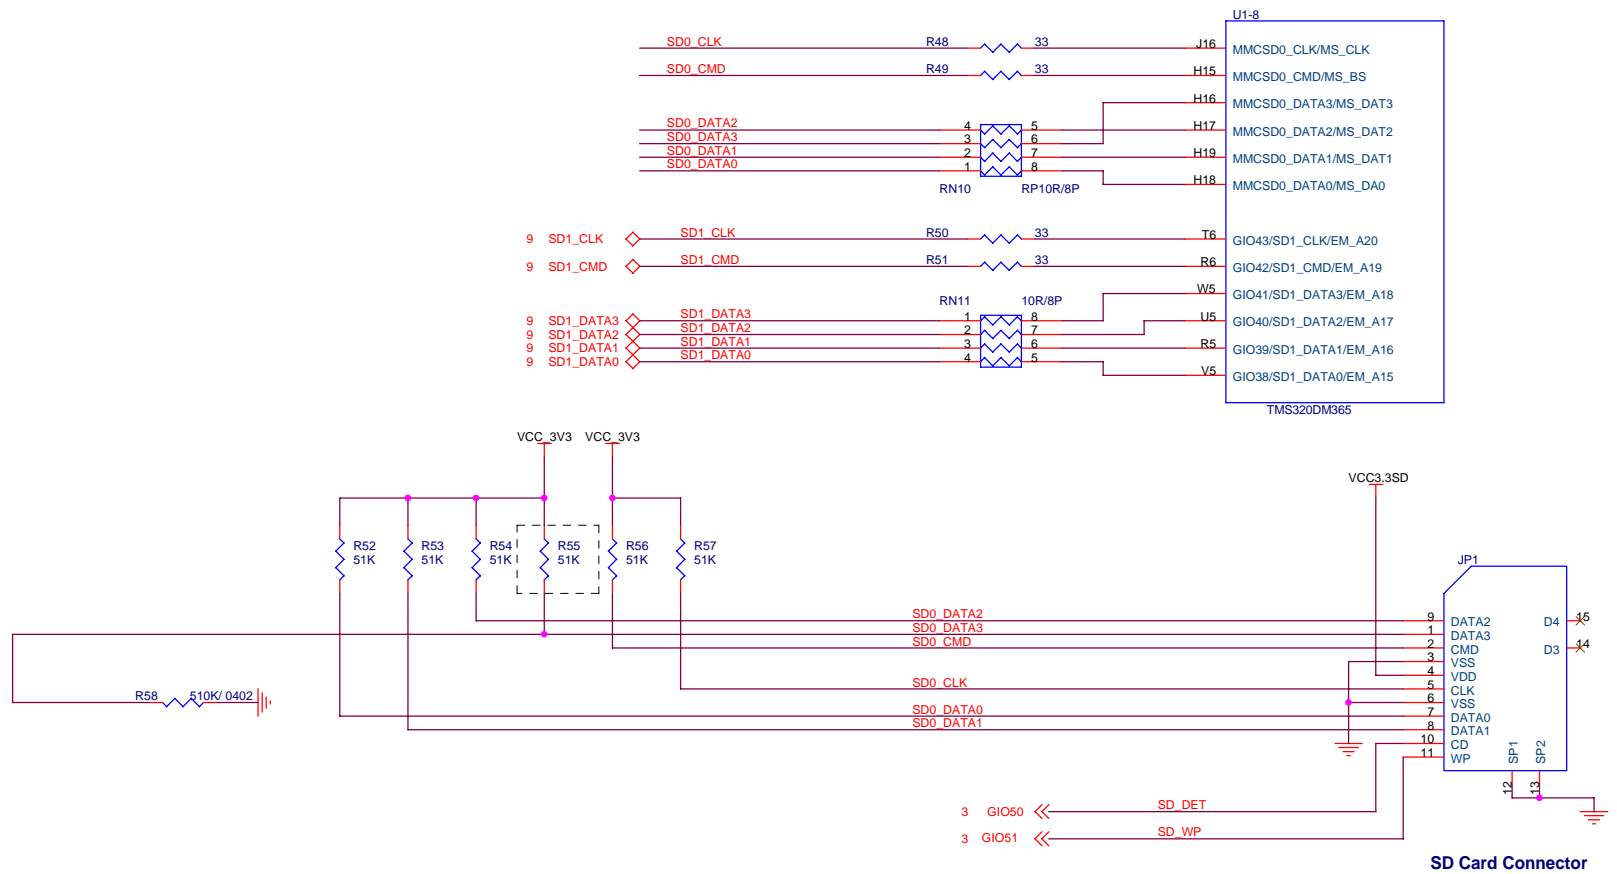 U1-8
SD0_CLK R48 33 J16 MMCSD0_CLK/MS_CLK
SD0_CMD R49 33 H15 MMCSD0_CMD/MS_BS
H16 MMCSD0_DATA3/MS_DAT3
SD0_DATA2 4 5 H17 MMCSD0_DATA2/MS_DAT2
SD0_DATA3 3 6
SD0_DATA1 2 7 H19 MMCSD0_DATA1/MS_DAT1
SD0_DATA0 1 8
H18 MMCSD0_DATA0/MS_DA0
RN10 RP10R/8P
9 SD1_CLK SD1_CLK R50 33 T6 GIO43/SD1_CLK/EM_A20
9 SD1_CMD SD1_CMD R51 33 R6 GIO42/SD1_CMD/EM_A19
W5 GIO41/SD1_DATA3/EM_A18
RN11 10R/8P
9 SD1_DATA3 SD1_DATA3 1 8 U5 GIO40/SD1_DATA2/EM_A17
9 SD1_DATA2 SD1_DATA2 2 7
9 SD1_DATA1 SD1_DATA1 3 6 R5 GIO39/SD1_DATA1/EM_A16
9 SD1_DATA0 SD1_DATA0 4 5
V5 GIO38/SD1_DATA0/EM_A15
TMS320DM365
VCC_3V3 VCC_3V3
VCC3.3SD
R52 R53 R54 R55 R56 R57
51K 51K 51K 51K 51K 51K
JP1
SD0_DATA2 9 DATA2 D4 15
SD0_DATA3 1 DATA3
SD0_CMD 2 CMD D3 14
3 VSS
4 VDD
SD0_CLK 5 CLK
R58 510K/ 0402 6 VSS
SD0_DATA0 7 DATA0
SD0_DATA1 8 DATA1
10 CD
11 WP
SP1 SP2
12 13
3 GIO50 SD_DET
3 GIO51 SD_WP
SD Card Connector